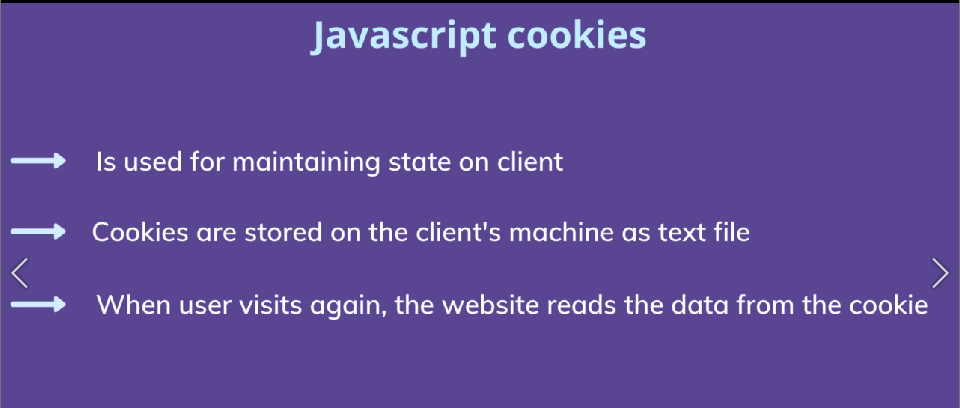 Javascript cookies
Is used for maintaining state on client
Cookies are stored on the client's machine as text file
When user visits again, the website reads the data from the cookie